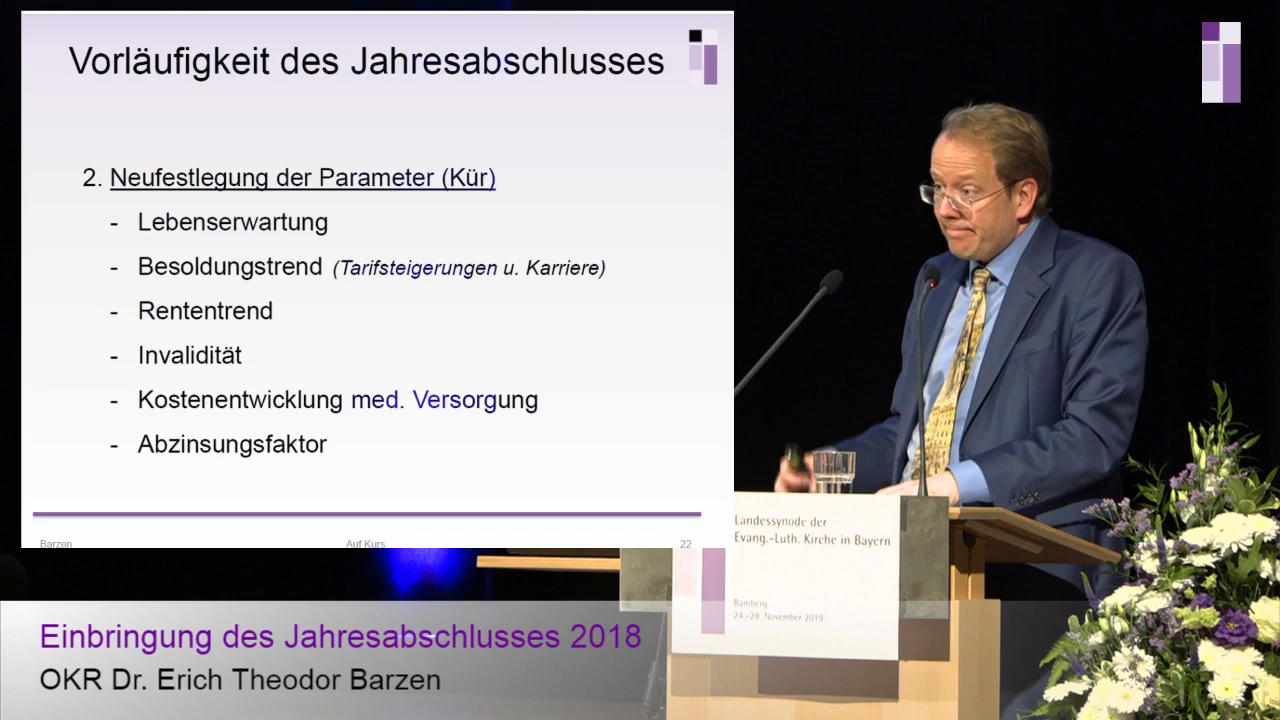 Vorläufigkeit des Jahresabschlusses
2. Neufestlegung der Parameter (Kür)
- Lebenserwartung
- Besoldungstrend (Tarifsteigerungen u. Karriere)
- Rententrend
- Invalidität
- Kostenentwicklung med. Versorgung
- Abzinsungsfaktor
Barzen Auf Kurs 22
Landessynode der
Evang.-Luth. Kirche in Bayern
Bamberg
24.-28. November 2019
Einbringung des Jahresabschlusses 2018
OKR Dr. Erich Theodor Barzen